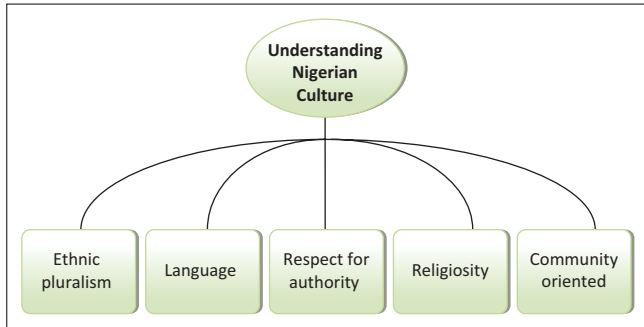 Understanding
Nigerian
Culture
Ethnic
pluralism
Language
Respect for
authority
Religiosity
Community
oriented